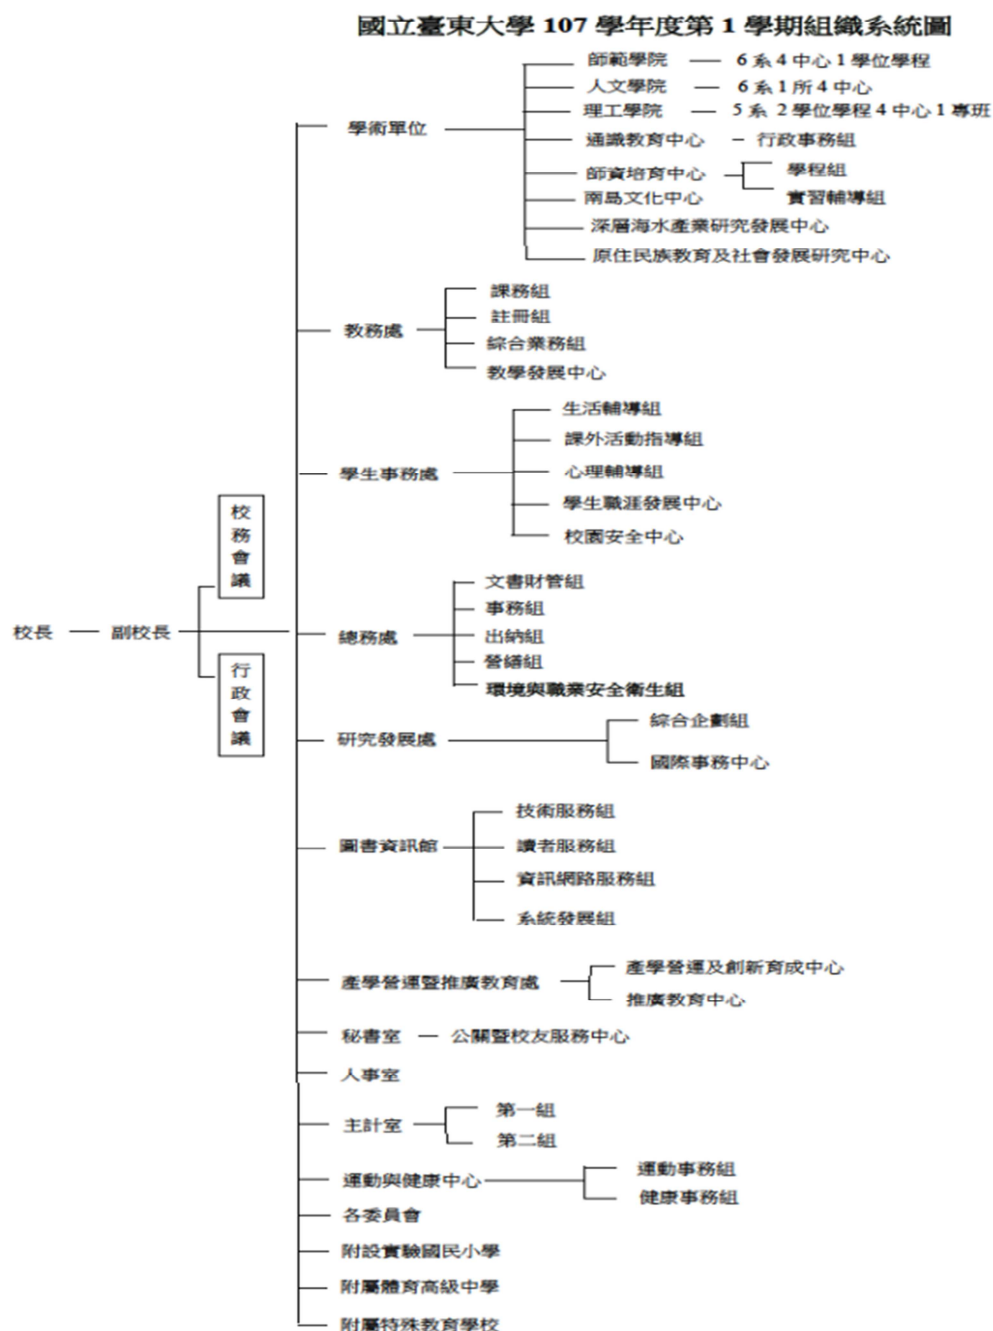 國立臺東大學 107 學年度第 1 學期組織系統圖
師範學院 — 6 系 4 中心 1 學位學程
人文學院 — 6 系 1 所 4 中心
理工學院 — 5 系 2 學位學程 4 中心 1 專班
學術單位
通識教育中心 – 行政事務組
師資培育中心
學程組
實習輔導組
南島文化中心
深層海水產業研究發展中心
原住民族教育及社會發展研究中心
教務處
課務組
註冊組
綜合業務組
教學發展中心
學生事務處
生活輔導組
課外活動指導組
心理輔導組
學生職涯發展中心
校園安全中心
校務會議
校長 — 副校長
行政會議
總務處
文書財管組
事務組
出納組
營繕組
環境與職業安全衛生組
研究發展處
綜合企劃組
國際事務中心
圖書資訊館
技術服務組
讀者服務組
資訊網路服務組
系統發展組
產學營運暨推廣教育處
產學營運及創新育成中心
推廣教育中心
秘書室 — 公關暨校友服務中心
人事室
主計室
第一組
第二組
運動與健康中心
運動事務組
健康事務組
各委員會
附設實驗國民小學
附屬體育高級中學
附屬特殊教育學校